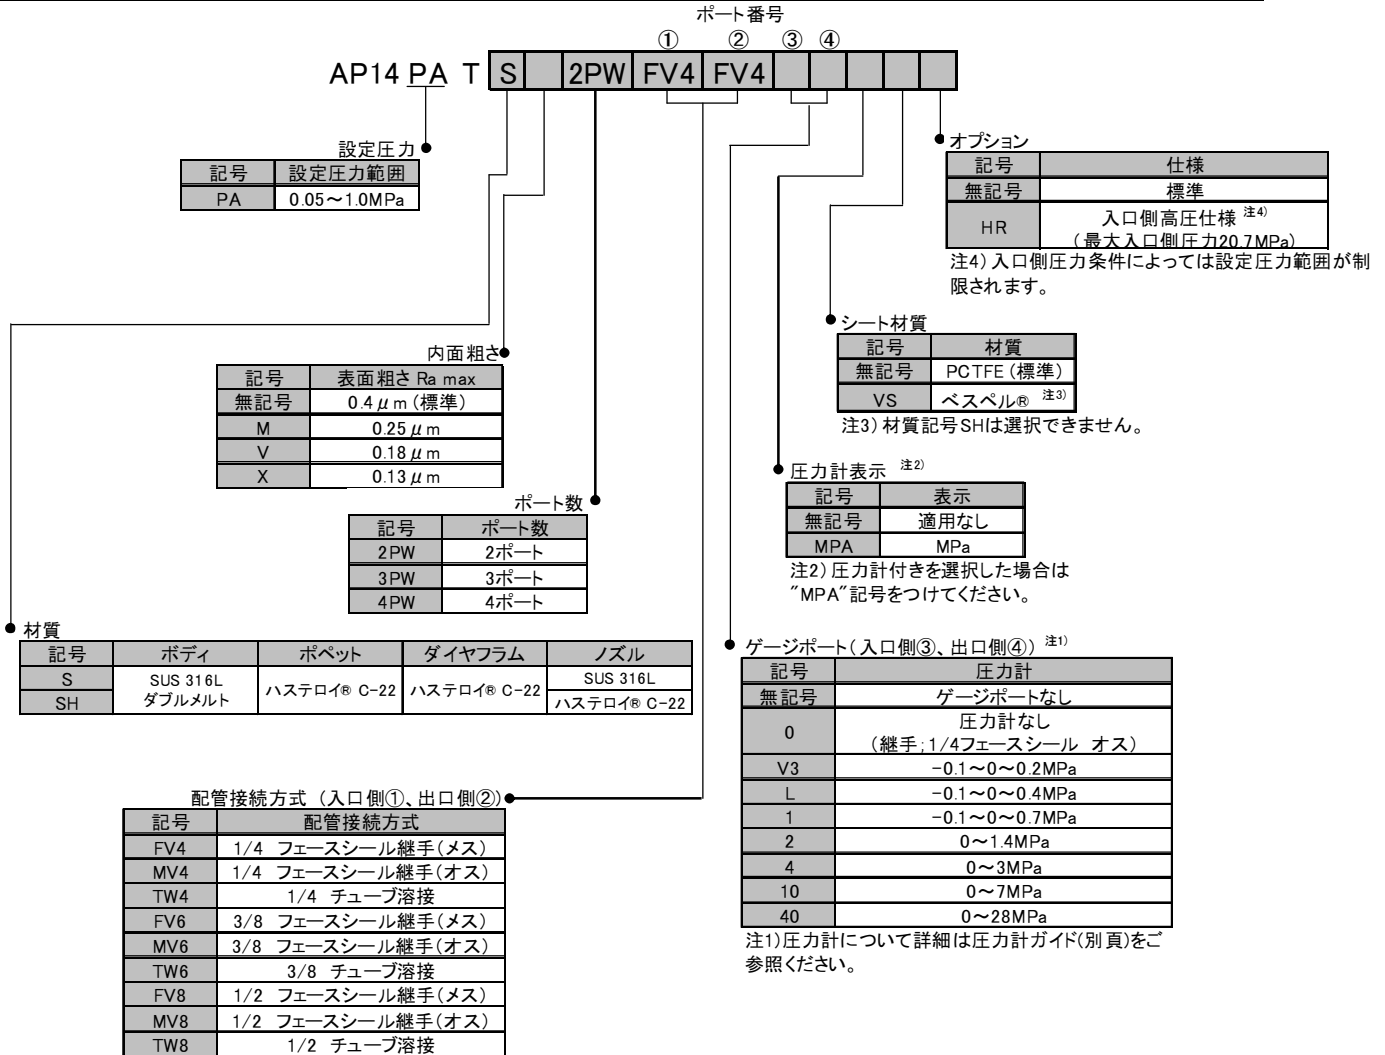 ポート番号
① ② ③ ④
AP14 PA T S 2PW FV4 FV4
設定圧力
記号 設定圧力範囲
PA 0.05～1.0MPa
オプション
記号 仕様
無記号 標準
HR 入口側高圧仕様 注4)
（最大入口側圧力20.7MPa)
注4) 入口側圧力条件によっては設定圧力範囲が制
限されます。
シート材質
記号 材質
無記号 PCTFE (標準)
VS ベスペル® 注3)
注3) 材質記号SHは選択できません。
内面粗さ
記号 表面粗さ Ra max
無記号 0.4μm (標準)
M 0.25μm
V 0.18μm
X 0.13μm
圧力計表示 注2)
記号 表示
無記号 適用なし
MPA MPa
注2) 圧力計付きを選択した場合は
"MPA"記号をつけてください。
ポート数
記号 ポート数
2PW 2ポート
3PW 3ポート
4PW 4ポート
材質
記号 ボディ ポペット ダイヤフラム ノズル
S SUS 316L ダブルメルト ハステロイ® C-22 ハステロイ® C-22 SUS 316L
SH ハステロイ® C-22
ゲージポート(入口側③、出口側④) 注1)
記号 圧力計
無記号 ゲージポートなし
0 圧力計なし
（継手;1/4フェースシール オス）
V3 -0.1～0～0.2MPa
L -0.1～0～0.4MPa
1 -0.1～0～0.7MPa
2 0～1.4MPa
4 0～3MPa
10 0～7MPa
40 0～28MPa
注1)圧力計について詳細は圧力計ガイド(別頁)をご
参照ください。
配管接続方式 (入口側①、出口側②)
記号 配管接続方式
FV4 1/4 フェースシール継手(メス)
MV4 1/4 フェースシール継手(オス)
TW4 1/4 チューブ溶接
FV6 3/8 フェースシール継手(メス)
MV6 3/8 フェースシール継手(オス)
TW6 3/8 チューブ溶接
FV8 1/2 フェースシール継手(メス)
MV8 1/2 フェースシール継手(オス)
TW8 1/2 チューブ溶接